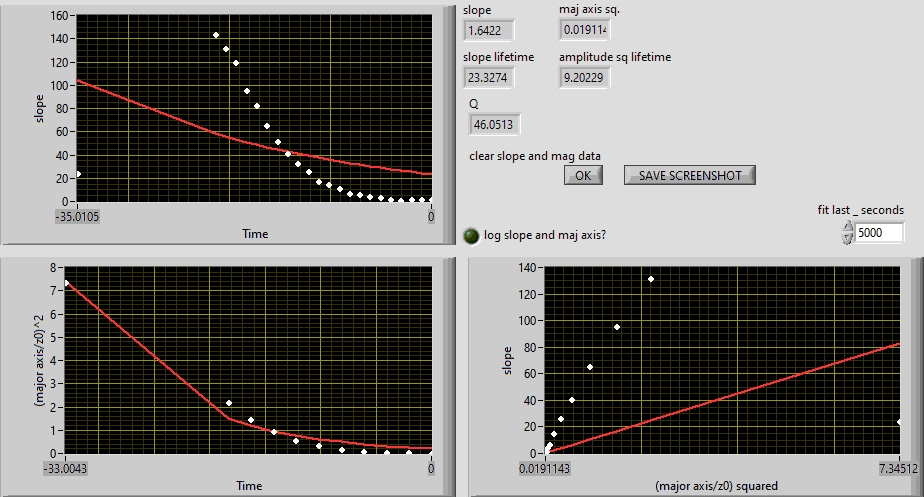 160
140
120
100
80
60
40
20
0
slope
-35.0105
0
Time
slope
1.6422
maj axis sq.
0.01911
slope lifetime
23.3274
amplitude sq lifetime
9.20229
Q
46.0513
clear slope and mag data
OK
SAVE SCREENSHOT
fit last _ seconds
5000
log slope and maj axis?
8
7
6
5
4
3
2
1
0
(major axis/z0)^2
-33.0043
0
Time
140
120
100
80
60
40
20
0
slope
0.0191143
7.34512
(major axis/z0) squared